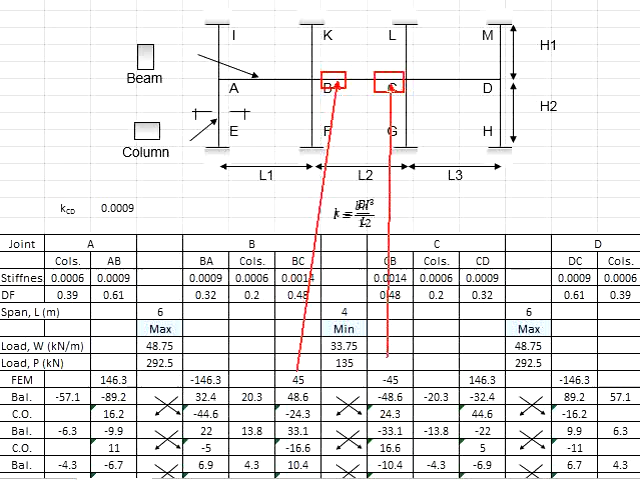 I K L M
H1
Beam
A B C D
H2
E F G H
Column
L1 L2 L3
kCD 0.0009
Joint A B C D
Cols. AB BA Cols. BC CB Cols. CD DC Cols.
Stiffnes 0.0006 0.0009 0.0009 0.0006 0.0014 0.0014 0.0006 0.0009 0.0009 0.0006
DF 0.39 0.61 0.32 0.2 0.48 0.48 0.2 0.32 0.61 0.39
Span, L (m) 6 4 6
Max Min Max
Load, W (kN/m) 48.75 33.75 48.75
Load, P (kN) 292.5 135 292.5
FEM 146.3 -146.3 45 -45 146.3 -146.3
Bal. -57.1 -89.2 32.4 20.3 48.6 -48.6 -20.3 -32.4 89.2 57.1
C.O. 16.2 -44.6 -24.3 24.3 44.6 -16.2
Bal. -6.3 -9.9 22 13.8 33.1 -33.1 -13.8 -22 9.9 6.3
C.O. 11 -5 -16.6 16.6 5 -11
Bal. -4.3 -6.7 6.9 4.3 10.4 -10.4 -4.3 -6.9 6.7 4.3